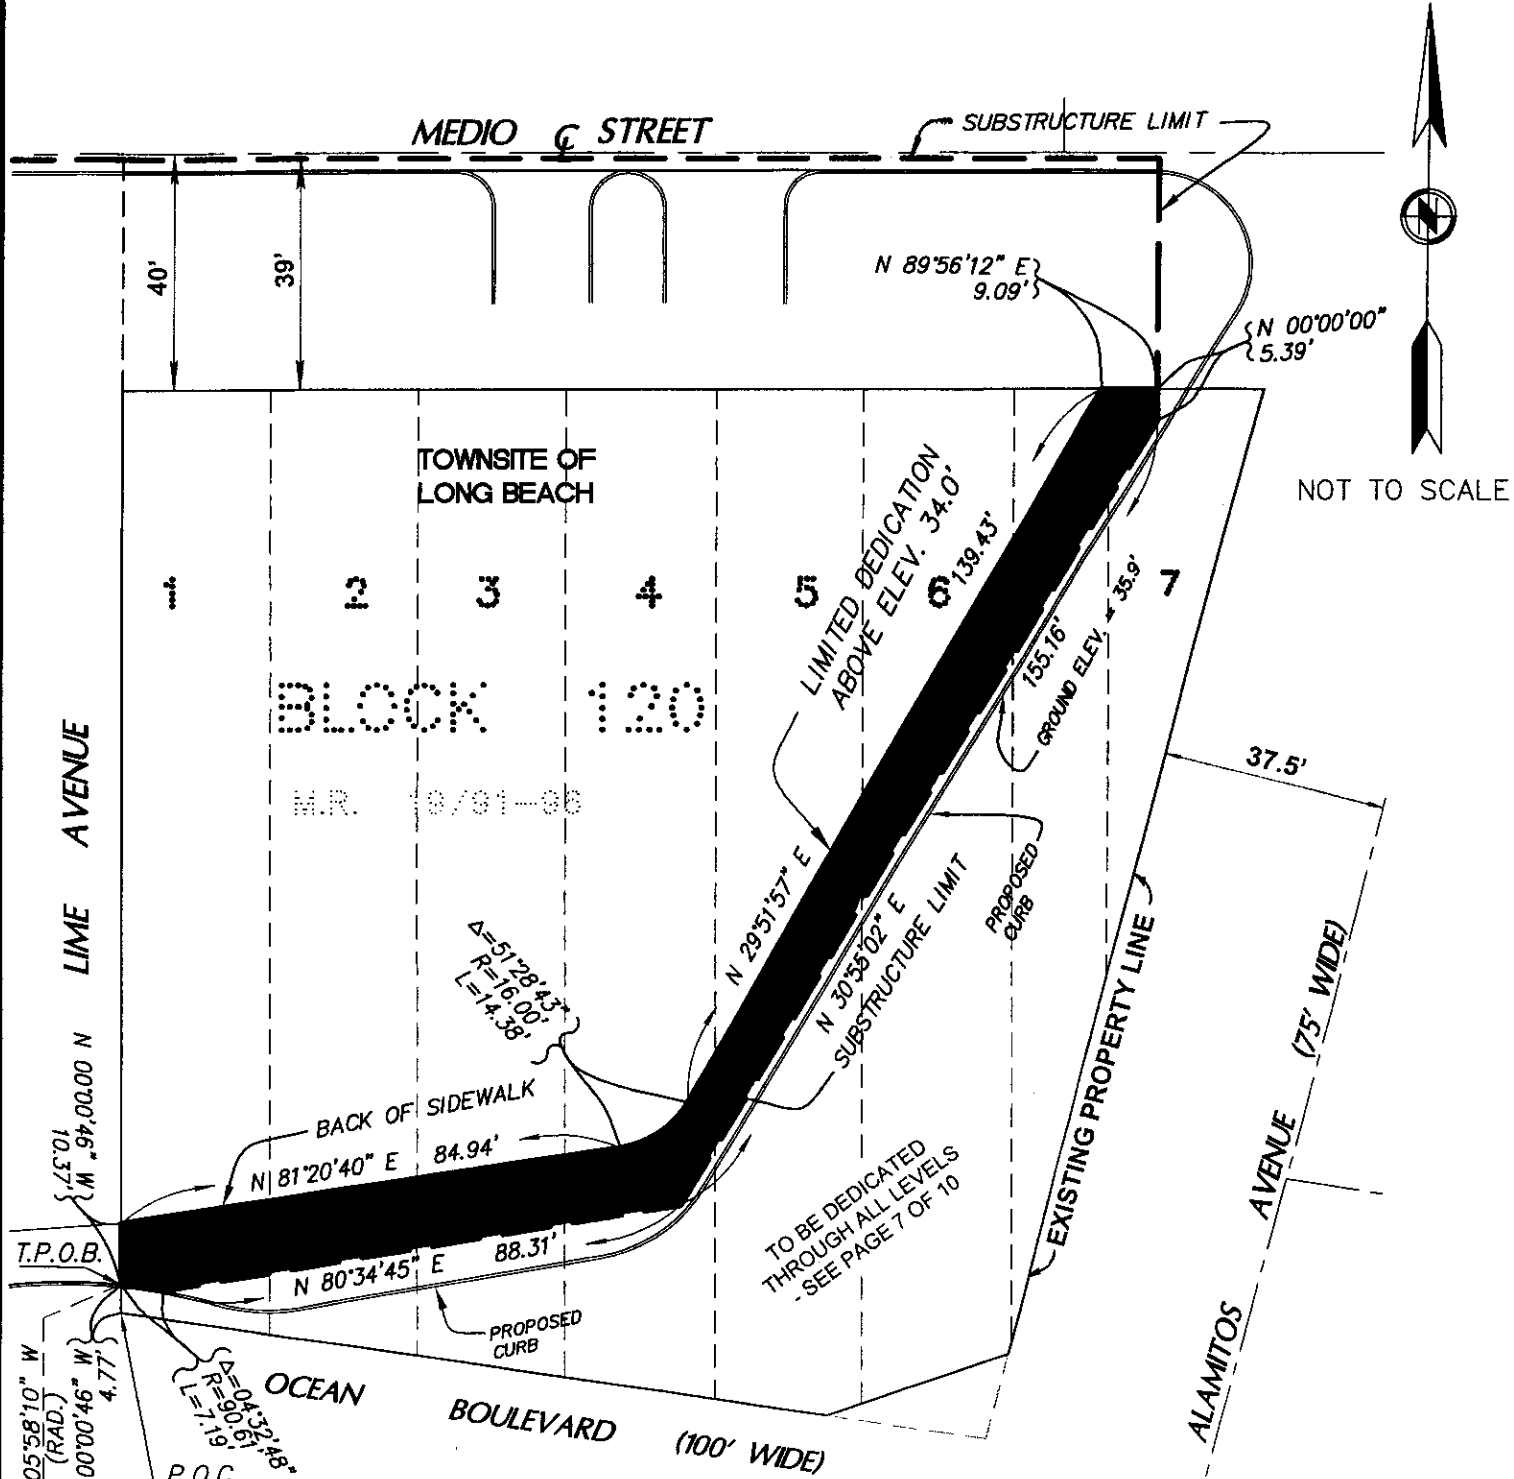 MEDIO ℄ STREET
SUBSTRUCTURE LIMIT
40'
39'
N 89°56'12" E
9.09'
N 00°00'00"
5.39'
NOT TO SCALE
TOWNSITE OF
LONG BEACH
LIMITED DEDICATION
ABOVE ELEV. 34.0'
139.43'
1
2
3
4
5
6
7
155.16'
GROUND ELEV. = 35.9'
BLOCK 120
M.R.
37.5'
LIME AVENUE
PROPOSED
CURB
N 29°51'57" E
N 30°55'02" E
SUBSTRUCTURE LIMIT
Δ=51°28'43"
R=16.00'
L=14.38'
EXISTING PROPERTY LINE
AVENUE (75' WIDE)
ALAMITOS
N 00°00'46" W
10.37'
BACK OF SIDEWALK
N 81°20'40" E 84.94'
TO BE DEDICATED
THROUGH ALL LEVELS
- SEE PAGE 7 OF 10
T.P.O.B.
N 80°34'45" E 88.31'
PROPOSED
CURB
05°58'10" W
(RAD.)
00°00'46" W
4.77'
Δ=04°32'48"
R=90.61'
L=7.19'
OCEAN BOULEVARD (100' WIDE)
P.O.C.